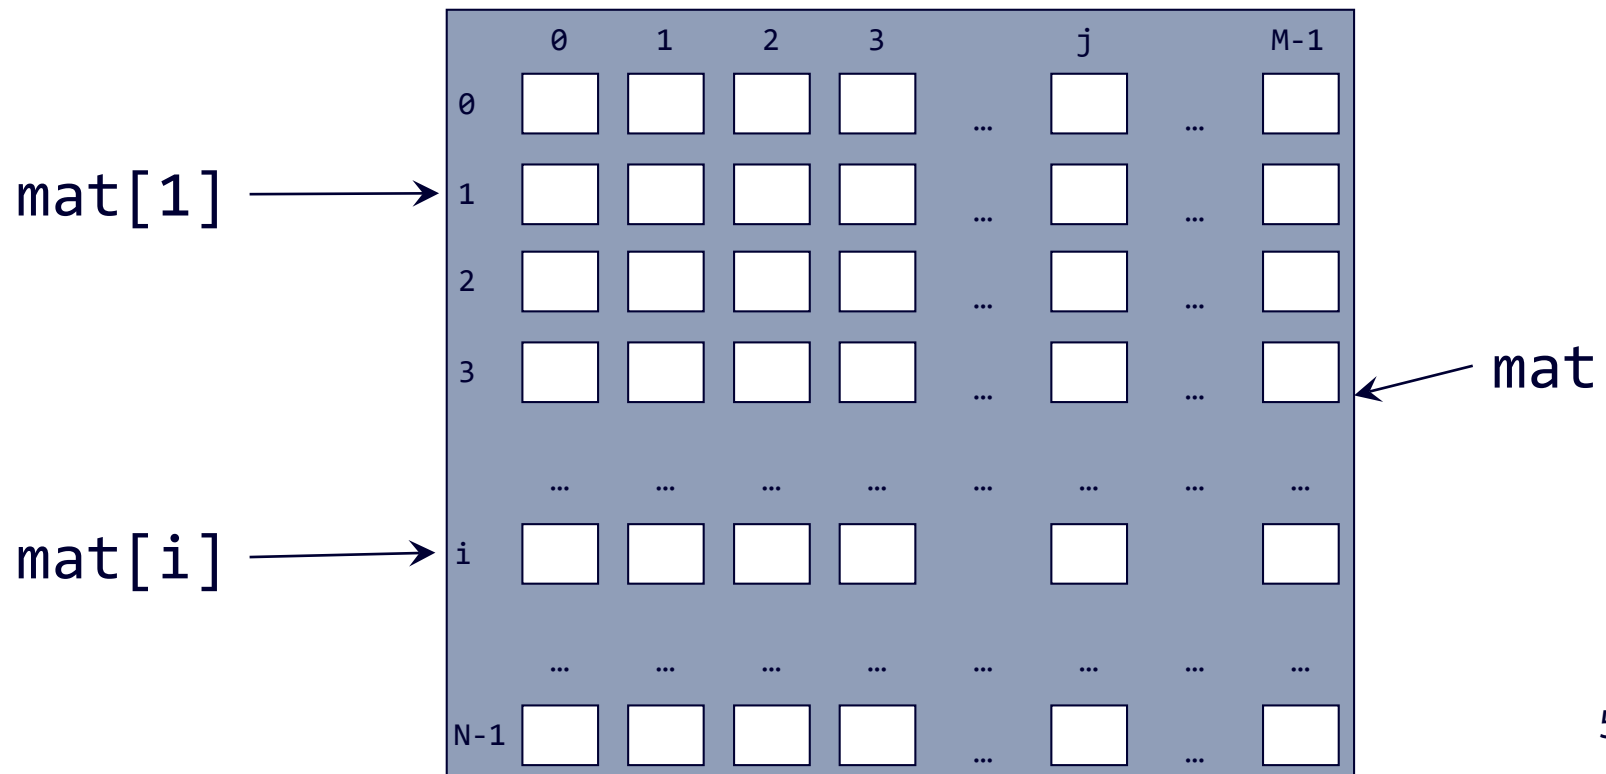 0 1 2 3 j M-1
0 … …
mat[1] 1 … …
2 … …
3 … …
mat
… … … … … … … …
mat[i] i
… … … … … … … …
N-1 … …